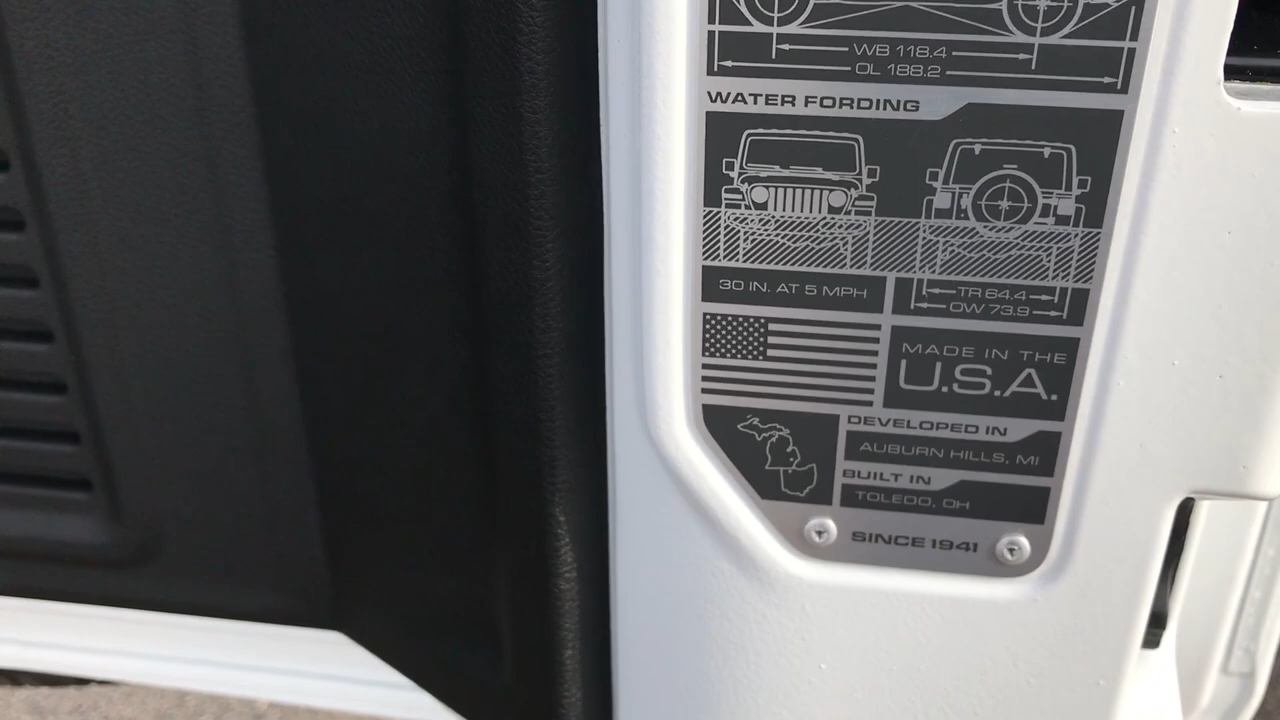 WB 118.4
OL 188.2
WATER FORDING
30 IN. AT 5 MPH
TR 64.4
OW 73.9
MADE IN THE
U.S.A.
DEVELOPED IN
AUBURN HILLS, MI
BUILT IN
TOLEDO, OH
SINCE 1941